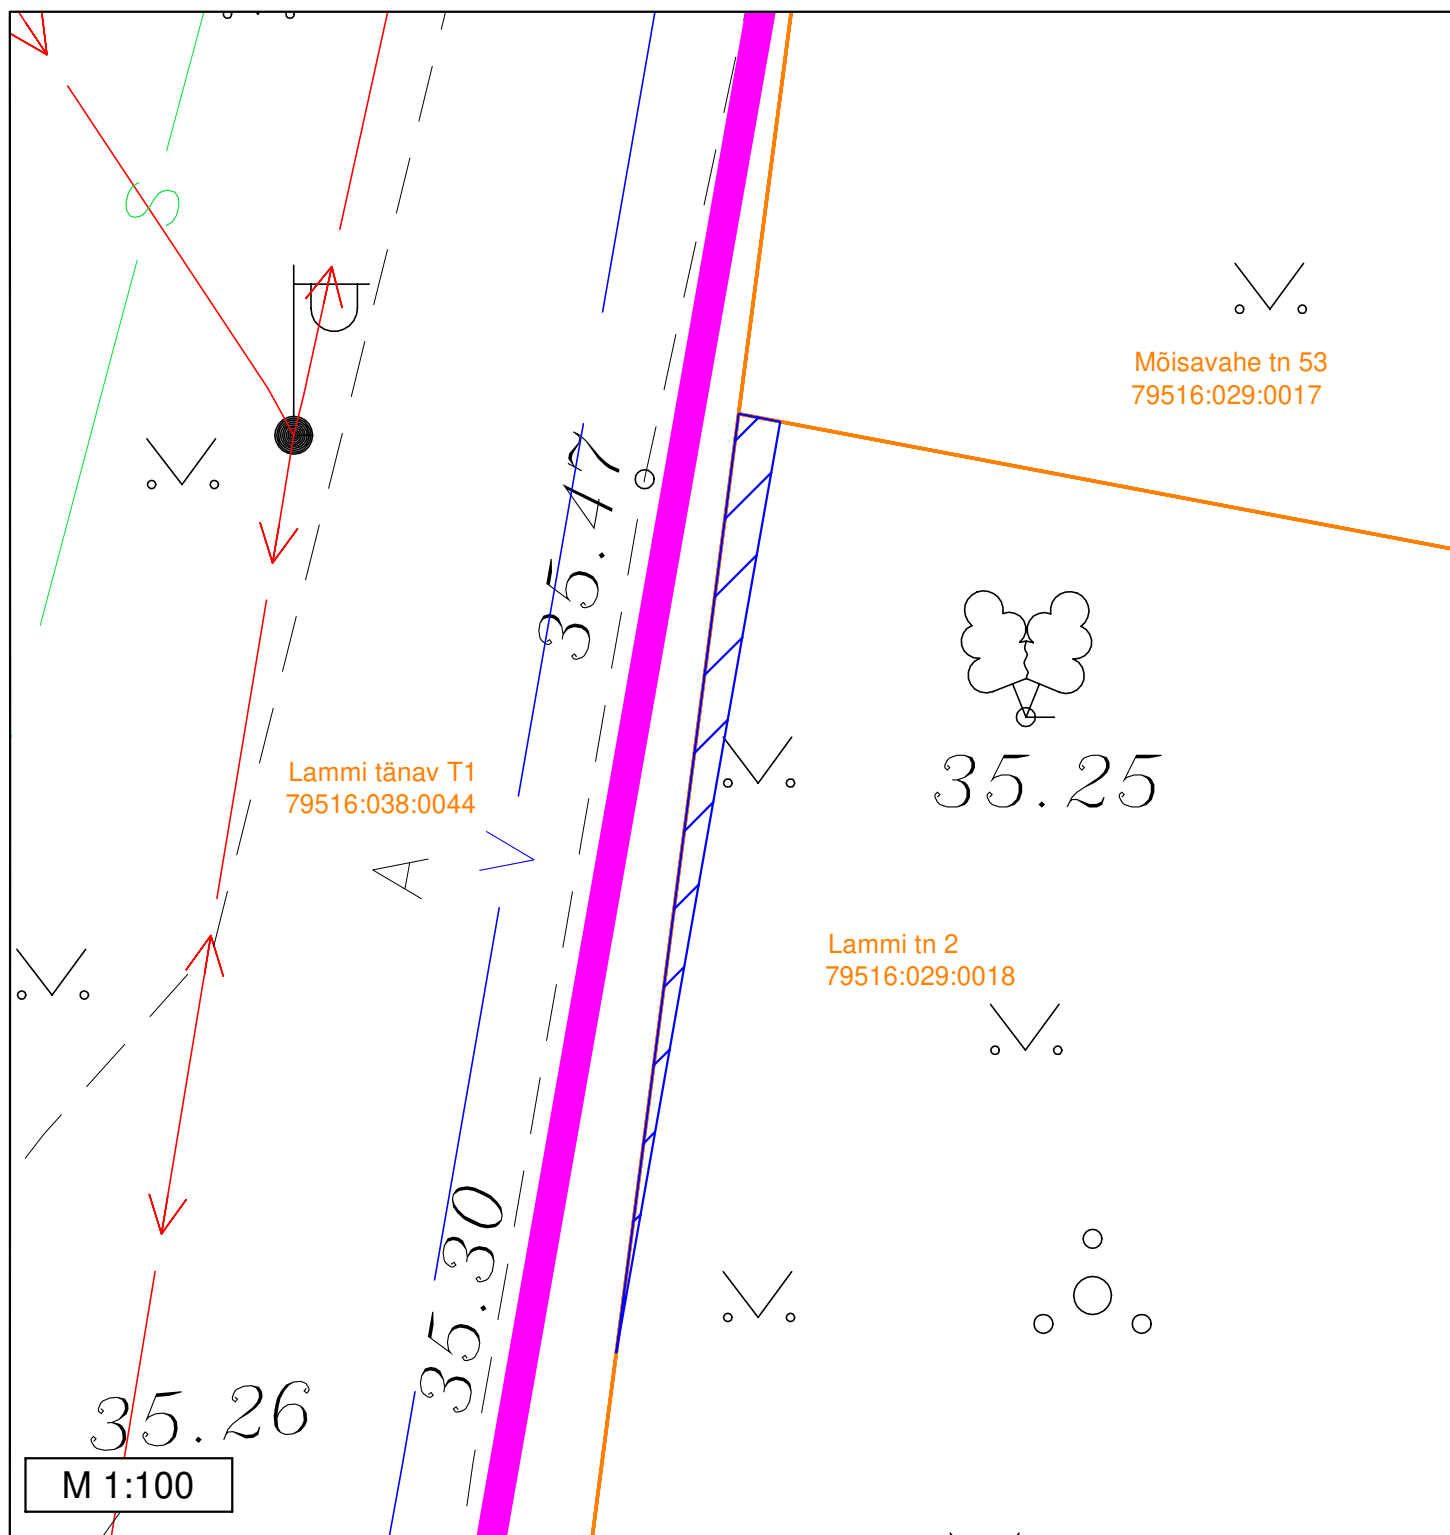 S
Mõisavahe tn 53
79516:029:0017
35.47
35.25
Lammi tänav T1
79516:038:0044
A
V
Lammi tn 2
79516:029:0018
35.30
35.26
M 1:100